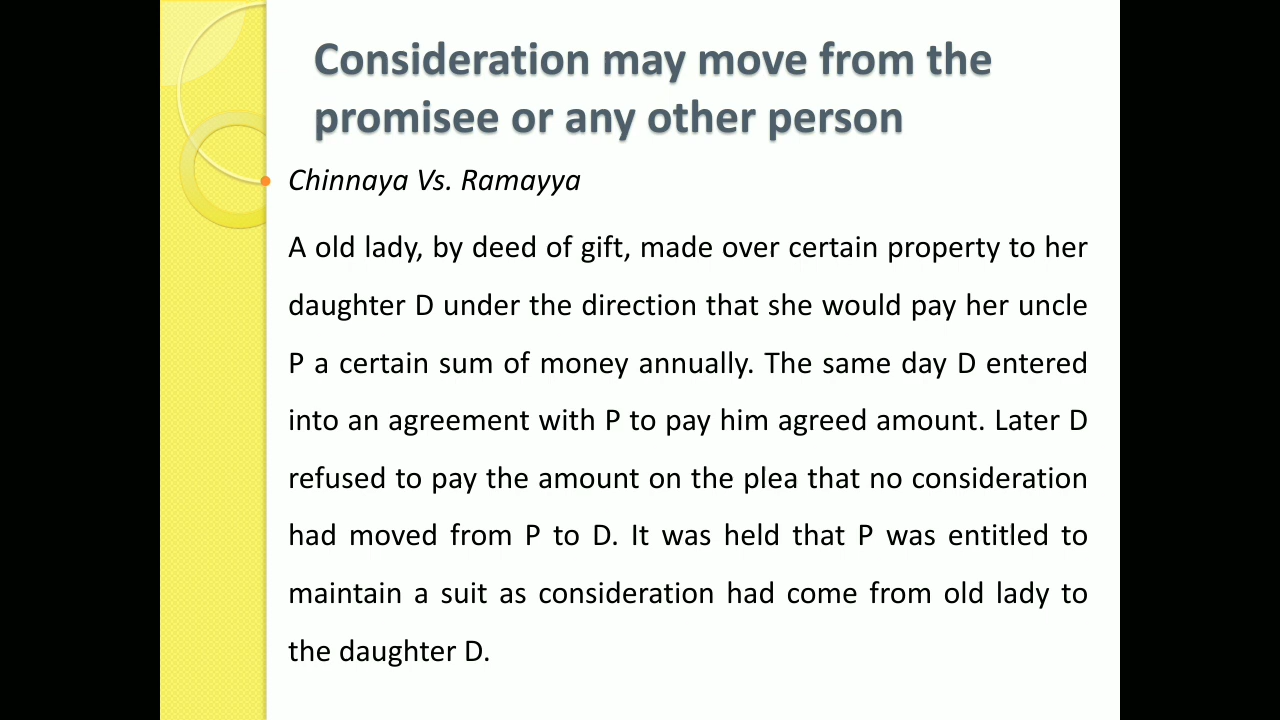 Consideration may move from the
promisee or any other person
Chinnaya Vs. Ramayya
A old lady, by deed of gift, made over certain property to her
daughter D under the direction that she would pay her uncle
P a certain sum of money annually. The same day D entered
into an agreement with P to pay him agreed amount. Later D
refused to pay the amount on the plea that no consideration
had moved from P to D. It was held that P was entitled to
maintain a suit as consideration had come from old lady to
the daughter D.